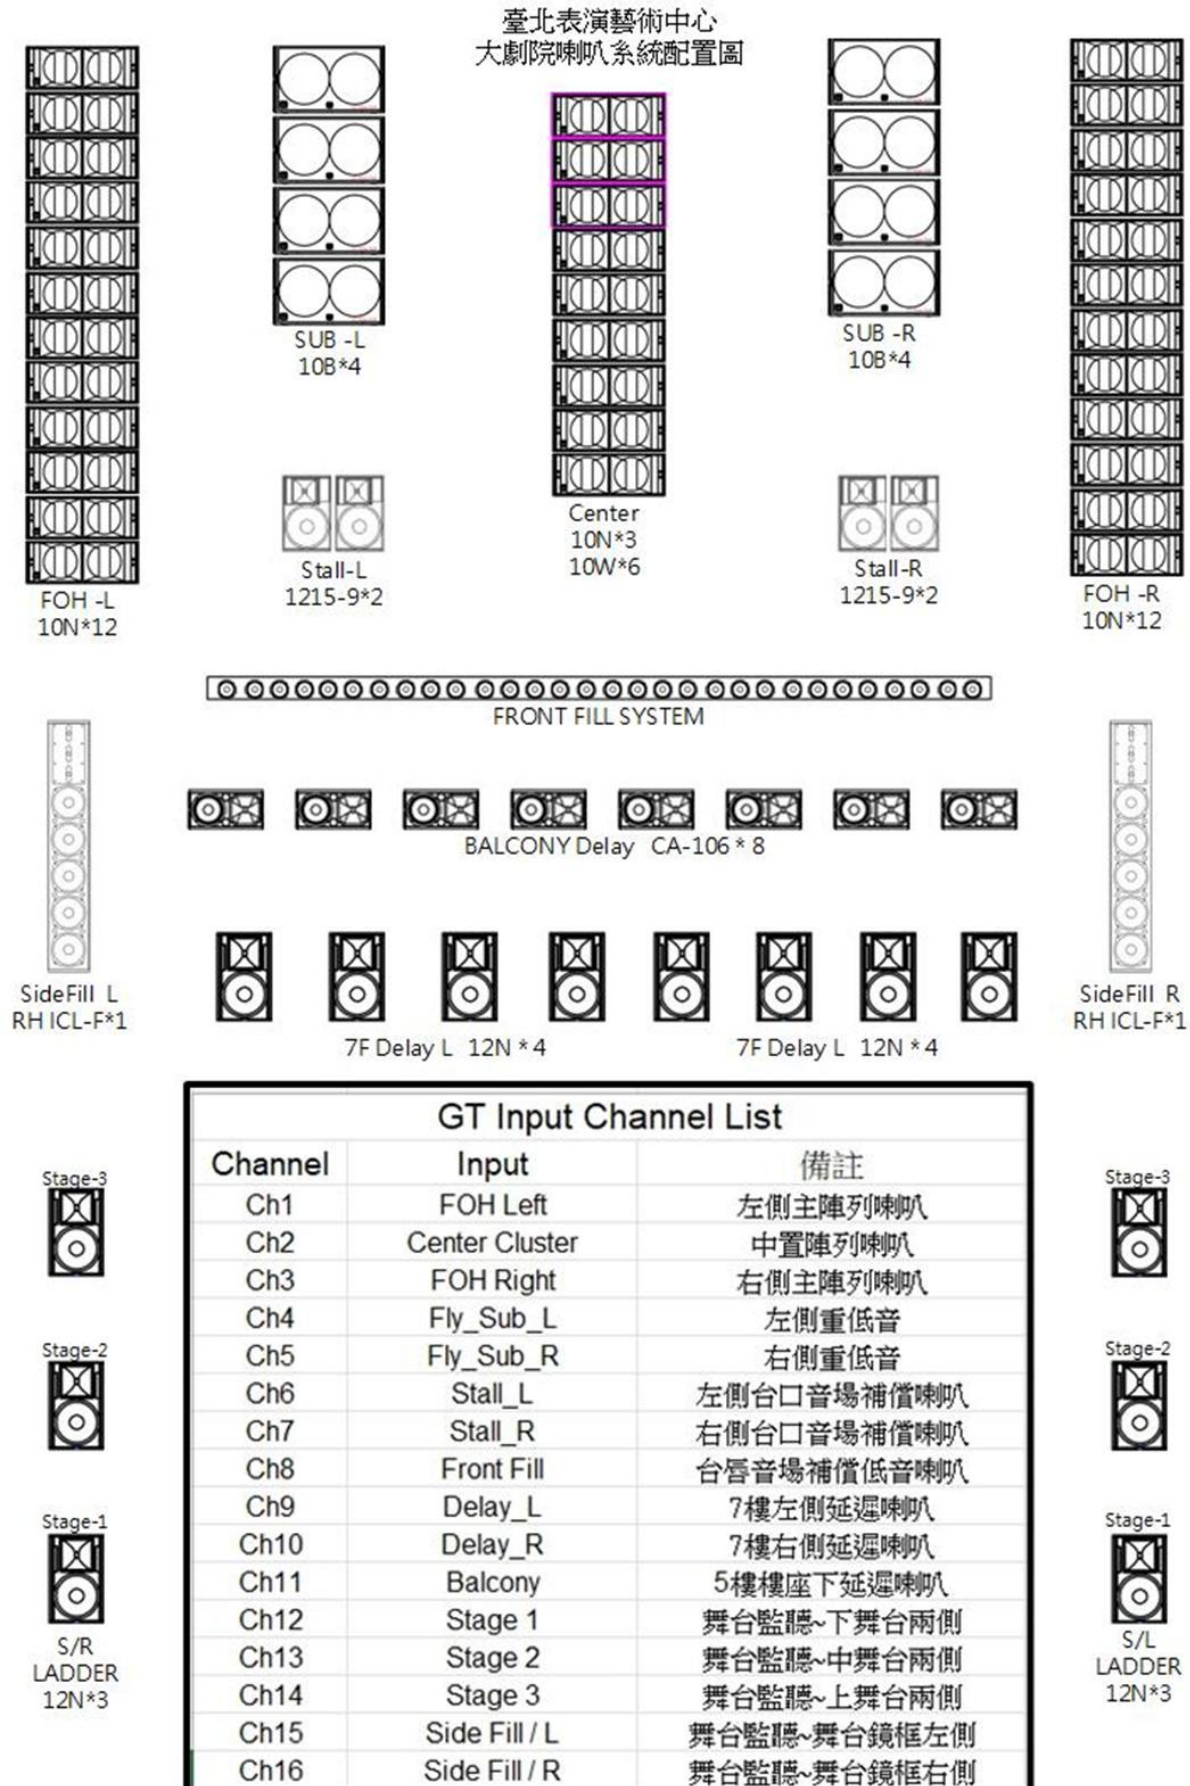 臺北表演藝術中心
大劇院喇叭系統配置圖
SUB -L
10B*4
SUB -R
10B*4
Center
10N*3
10W*6
Stall-L
1215-9*2
Stall-R
1215-9*2
FOH -L
10N*12
FOH -R
10N*12
FRONT FILL SYSTEM
BALCONY Delay CA-106 * 8
SideFill L
RH ICL-F*1
SideFill R
RH ICL-F*1
7F Delay L 12N * 4
7F Delay L 12N * 4
Stage-3
Stage-2
Stage-1
S/R
LADDER
12N*3
GT Input Channel List
Channel Input 備註
Ch1 FOH Left 左側主陣列喇叭
Ch2 Center Cluster 中置陣列喇叭
Ch3 FOH Right 右側主陣列喇叭
Ch4 Fly_Sub_L 左側重低音
Ch5 Fly_Sub_R 右側重低音
Ch6 Stall_L 左側台口音場補償喇叭
Ch7 Stall_R 右側台口音場補償喇叭
Ch8 Front Fill 台唇音場補償低音喇叭
Ch9 Delay_L 7樓左側延遲喇叭
Ch10 Delay_R 7樓右側延遲喇叭
Ch11 Balcony 5樓樓座下延遲喇叭
Ch12 Stage 1 舞台監聽~下舞台兩側
Ch13 Stage 2 舞台監聽~中舞台兩側
Ch14 Stage 3 舞台監聽~上舞台兩側
Ch15 Side Fill / L 舞台監聽~舞台鏡框左側
Ch16 Side Fill / R 舞台監聽~舞台鏡框右側
Stage-3
Stage-2
Stage-1
S/L
LADDER
12N*3